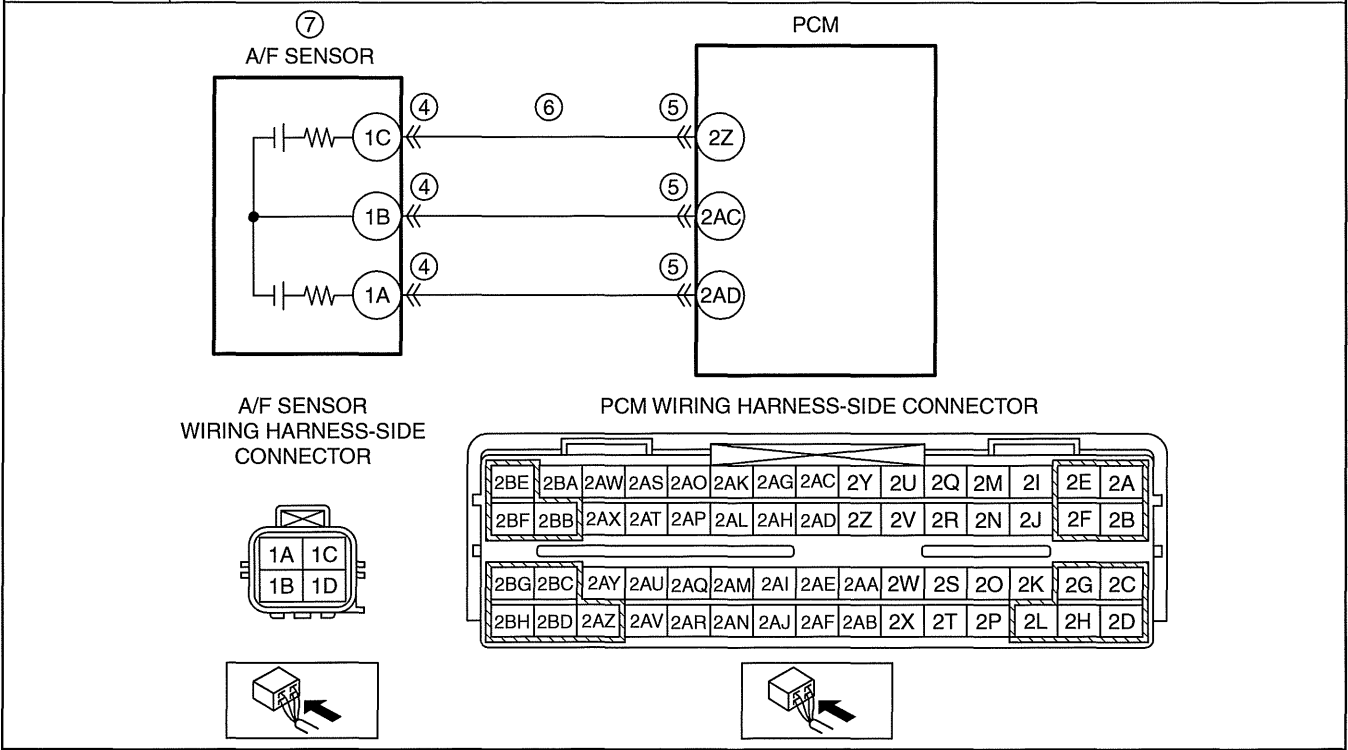 ⑦ PCM
A/F SENSOR
④ ⑥ ⑤
1C 2Z
④ ⑤
1B 2AC
④ ⑤
1A 2AD
A/F SENSOR
WIRING HARNESS-SIDE
CONNECTOR
1A 1C
1B 1D
PCM WIRING HARNESS-SIDE CONNECTOR
2BE 2BA 2AW 2AS 2AO 2AK 2AG 2AC 2Y 2U 2Q 2M 2I 2E 2A
2BF 2BB 2AX 2AT 2AP 2AL 2AH 2AD 2Z 2V 2R 2N 2J 2F 2B
2BG 2BC 2AY 2AU 2AQ 2AM 2AI 2AE 2AA 2W 2S 2O 2K 2G 2C
2BH 2BD 2AZ 2AV 2AR 2AN 2AJ 2AF 2AB 2X 2T 2P 2L 2H 2D